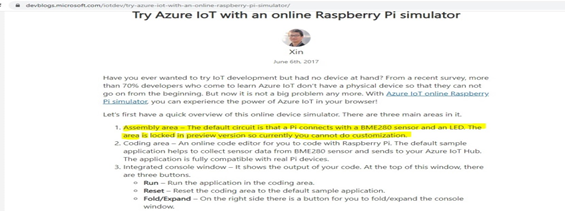 devblogs.microsoft.com/iotdev/try-azure-iot-with-an-online-raspberry-pi-simulator/
Try Azure IoT with an online Raspberry Pi simulator
Xin
June 6th, 2017
Have you ever wanted to try IoT development but had no device at hand? From a recent survey, more
than 70% developers who come to learn Azure IoT don't have a physical device so that they can not
go on from the beginning. But now it is not a big problem any more. With Azure IoT online Raspberry
Pi simulator, you can experience the power of Azure IoT in your browser!
Let's first have a quick overview of this online device simulator. There are three main areas in it.
1. Assembly area – The default circuit is that a Pi connects with a BME280 sensor and an LED. The
area is locked in preview version so currently you cannot do customization.
2. Coding area – An online code editor for you to code with Raspberry Pi. The default sample
application helps to collect sensor data from BME280 sensor and sends to your Azure IoT Hub.
The application is fully compatible with real Pi devices.
3. Integrated console window – It shows the output of your code. At the top of this window, there
are three buttons.
◦ Run – Run the application in the coding area.
◦ Reset – Reset the coding area to the default sample application.
◦ Fold/Expand – On the right side there is a button for you to fold/expand the console
window.